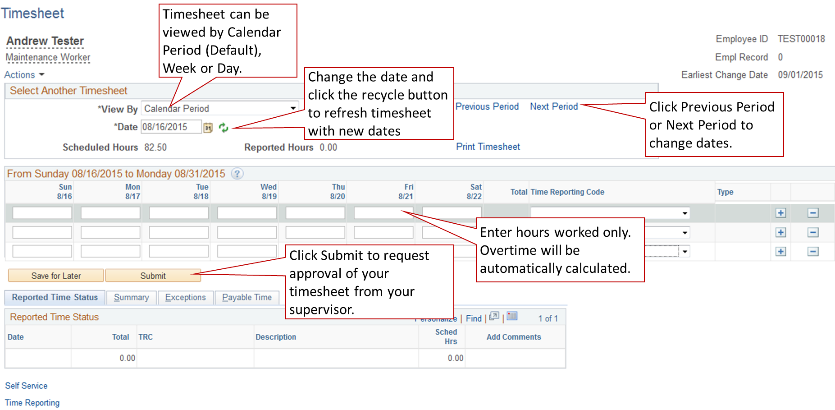 Timesheet
Timesheet can be
viewed by Calendar
Period (Default),
Week or Day.
Andrew Tester
Maintenance Worker
Actions
Employee ID TEST00018
Empl Record 0
Earliest Change Date 09/01/2015
Select Another Timesheet
*View By Calendar Period
*Date 08/16/2015
Scheduled Hours 82.50 Reported Hours 0.00
Change the date and
click the recycle button
to refresh timesheet
with new dates
Previous Period Next Period
Print Timesheet
Click Previous Period
or Next Period to
change dates.
From Sunday 08/16/2015 to Monday 08/31/2015 ?
Sun Mon Tue Wed Thu Fri Sat
8/16 8/17 8/18 8/19 8/20 8/21 8/22
Total Time Reporting Code Type
Enter hours worked only.
Overtime will be
automatically calculated.
Save for Later Submit
Click Submit to request
approval of your
timesheet from your
supervisor.
Reported Time Status Summary Exceptions Payable Time
Reported Time Status
| Find | | 1 of 1
Date Total TRC Description Sched Hrs Add Comments
0.00 0.00
Self Service
Time Reporting